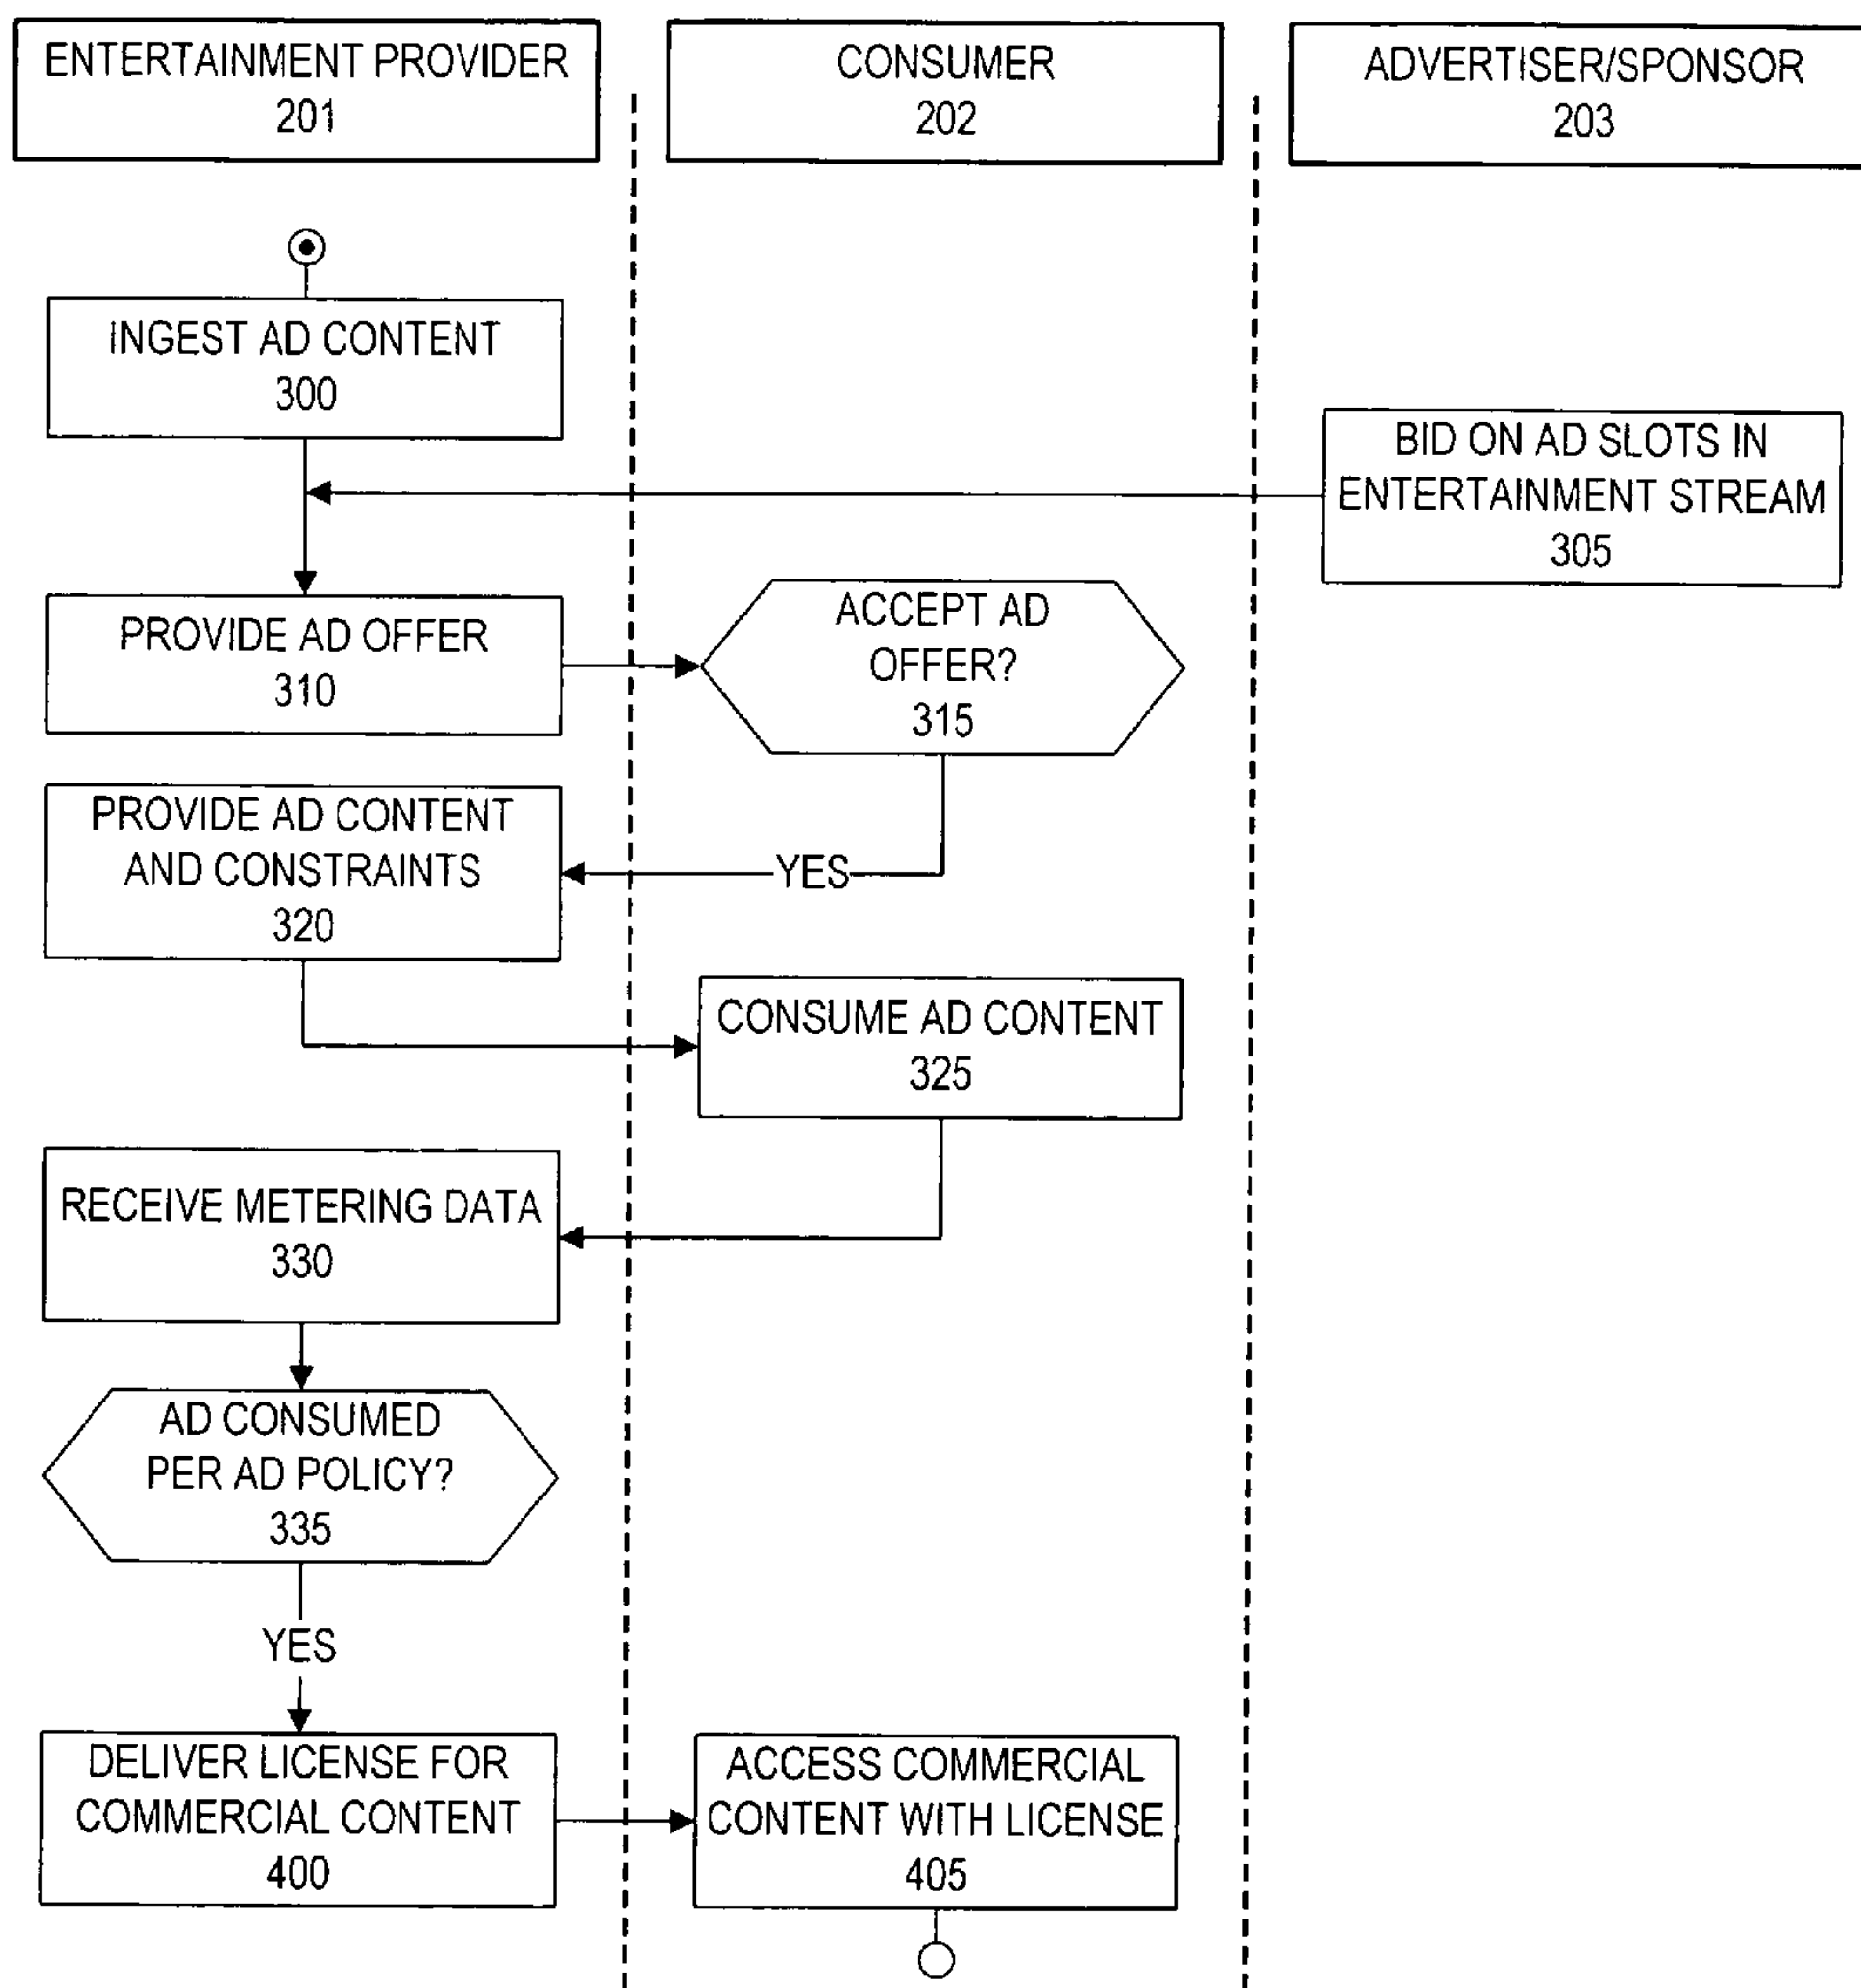 ENTERTAINMENT PROVIDER
201
CONSUMER
202
ADVERTISER/SPONSOR
203
INGEST AD CONTENT
300
BID ON AD SLOTS IN
ENTERTAINMENT STREAM
305
PROVIDE AD OFFER
310
ACCEPT AD
OFFER?
315
PROVIDE AD CONTENT
AND CONSTRAINTS
320
YES
CONSUME AD CONTENT
325
RECEIVE METERING DATA
330
AD CONSUMED
PER AD POLICY?
335
YES
DELIVER LICENSE FOR
COMMERCIAL CONTENT
400
ACCESS COMMERCIAL
CONTENT WITH LICENSE
405